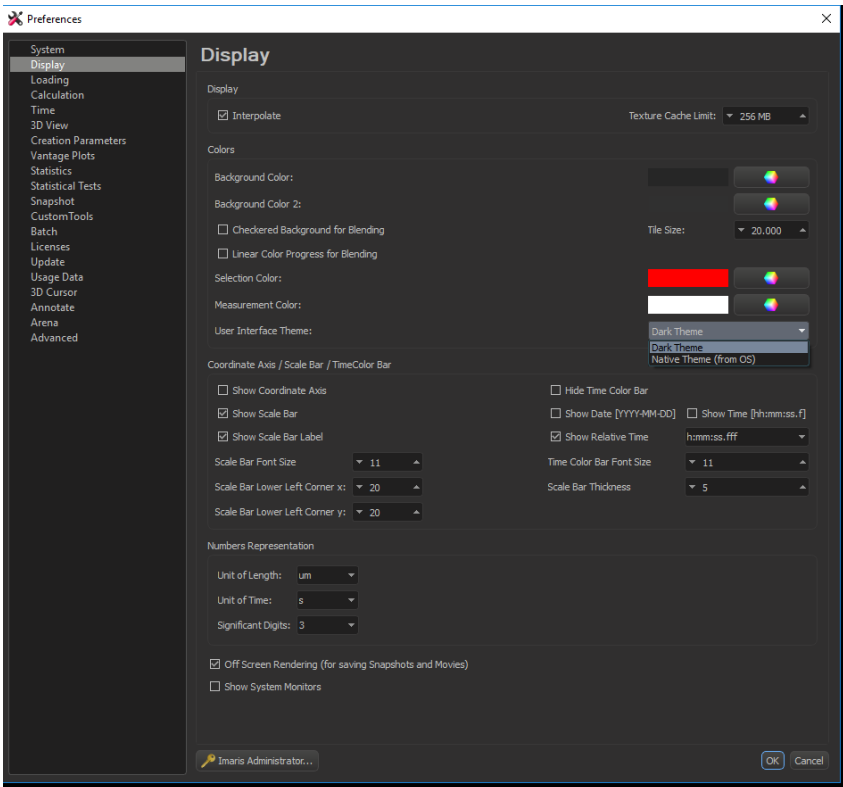 Preferences
System
Display
Loading
Calculation
Time
3D View
Creation Parameters
Vantage Plots
Statistics
Statistical Tests
Snapshot
CustomTools
Batch
Licenses
Update
Usage Data
3D Cursor
Annotate
Arena
Advanced
Display
Display
Interpolate
Texture Cache Limit: 256 MB
Colors
Background Color:
Background Color 2:
Checkered Background for Blending
Tile Size: 20.000
Linear Color Progress for Blending
Selection Color:
Measurement Color:
User Interface Theme: Dark Theme
Dark Theme
Native Theme (from OS)
Coordinate Axis / Scale Bar / TimeColor Bar
Show Coordinate Axis
Hide Time Color Bar
Show Scale Bar
Show Date [YYYY-MM-DD] Show Time [hh:mm:ss.f]
Show Scale Bar Label
Show Relative Time h:mm:ss.fff
Scale Bar Font Size 11
Time Color Bar Font Size 11
Scale Bar Lower Left Corner x: 20
Scale Bar Thickness 5
Scale Bar Lower Left Corner y: 20
Numbers Representation
Unit of Length: um
Unit of Time: s
Significant Digits: 3
Off Screen Rendering (for saving Snapshots and Movies)
Show System Monitors
Imaris Administrator...
OK Cancel